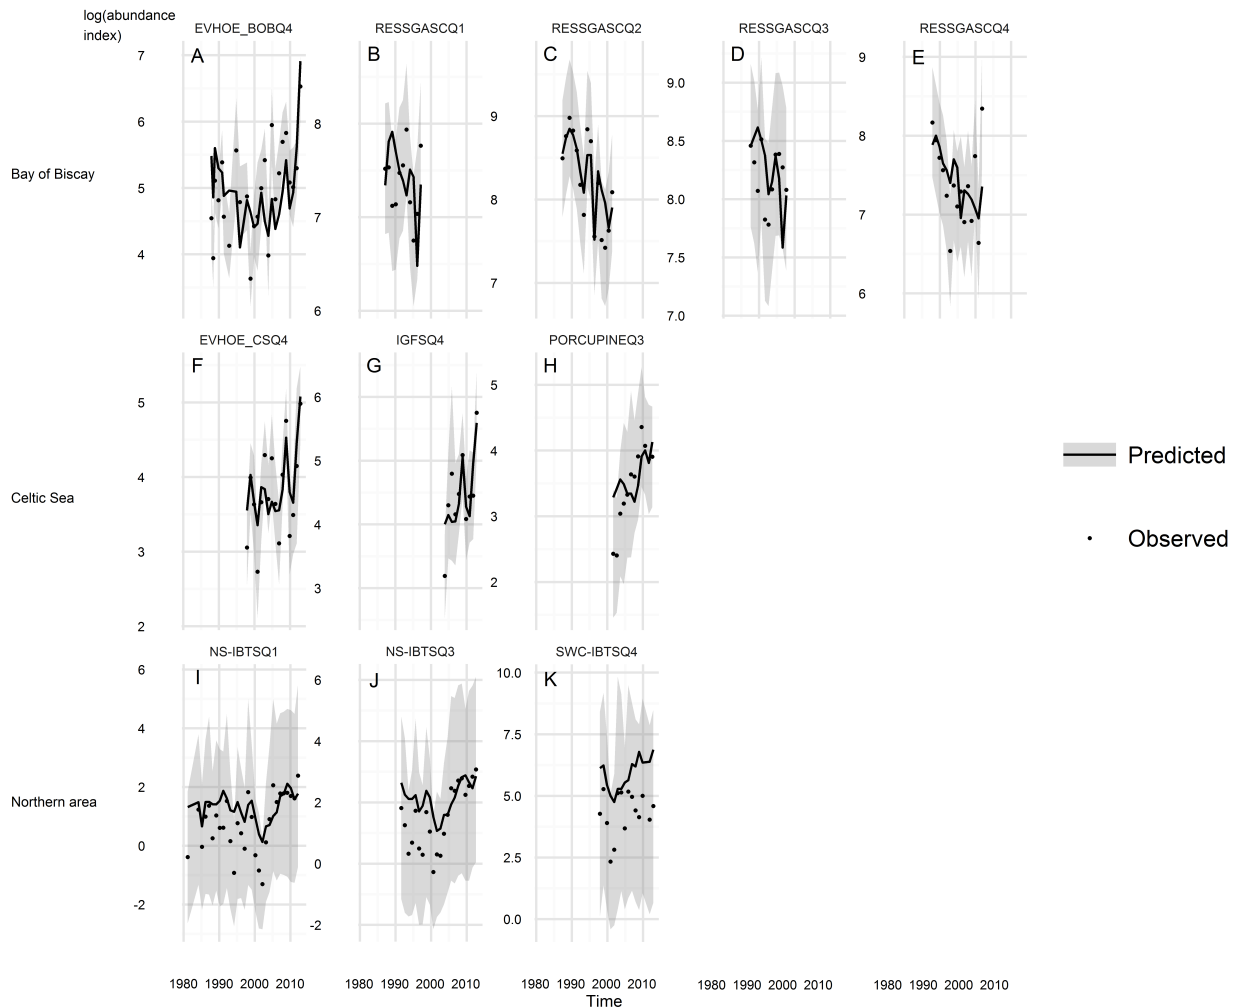 log(abundance
index)
EVHOE_BOBQ4
RESSGASCQ1
RESSGASCQ2
RESSGASCQ3
RESSGASCQ4
A
B
C
D
E
7
6
5
4
8
7
6
9
8
7
9.0
8.5
8.0
7.5
7.0
9
8
7
6
Bay of Biscay
EVHOE_CSQ4
IGFSQ4
PORCUPINEQ3
F
G
H
5
4
3
2
6
5
4
3
5
4
3
2
Celtic Sea
Predicted
Observed
NS-IBTSQ1
NS-IBTSQ3
SWC-IBTSQ4
I
J
K
6
4
2
0
-2
6
4
2
0
-2
10.0
7.5
5.0
2.5
0.0
Northern area
1980 1990 2000 2010
1980 1990 2000 2010
1980 1990 2000 2010
1980 1990 2000 2010
1980 1990 2000 2010
Time